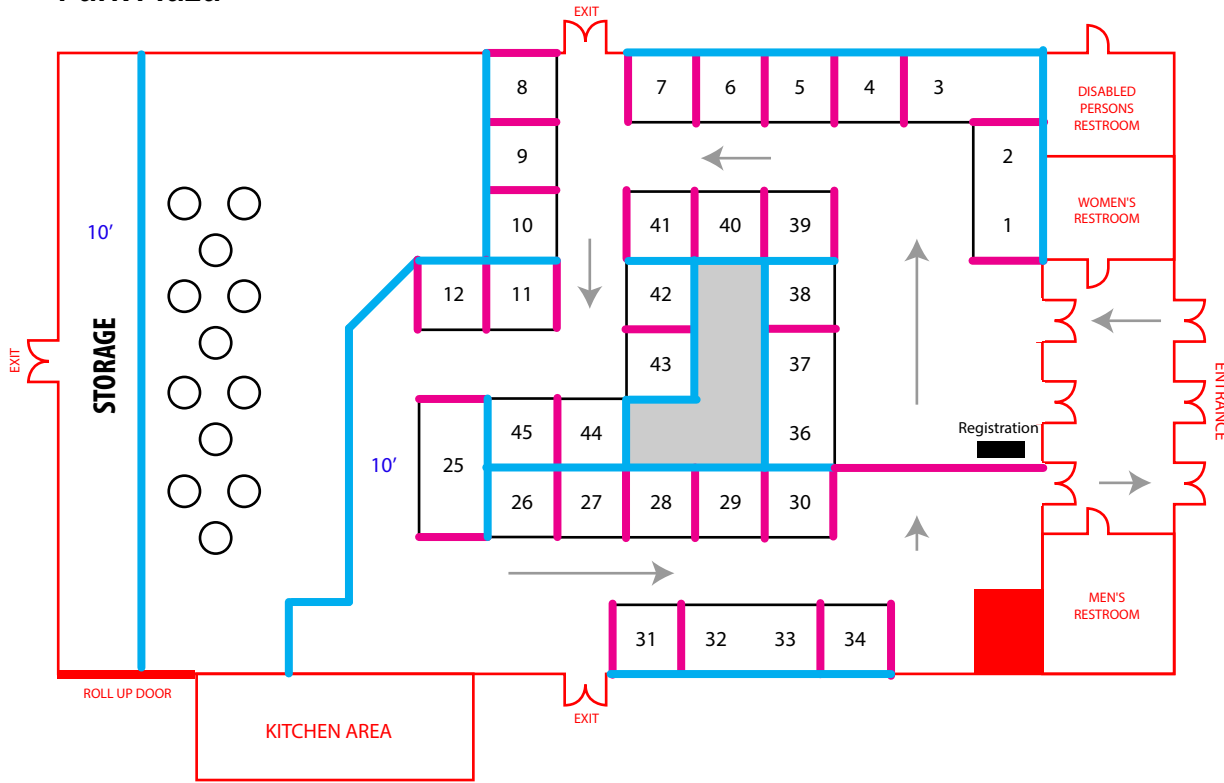 EXIT
8
7
6
5
4
3
DISABLED
PERSONS
RESTROOM
9
2
10'
10
41
40
39
1
WOMEN'S
RESTROOM
12
11
42
38
STORAGE
EXIT
43
37
ENTRANCE
45
44
36
Registration
10'
25
26
27
28
29
30
31
32
33
34
MEN'S
RESTROOM
ROLL UP DOOR
KITCHEN AREA
EXIT